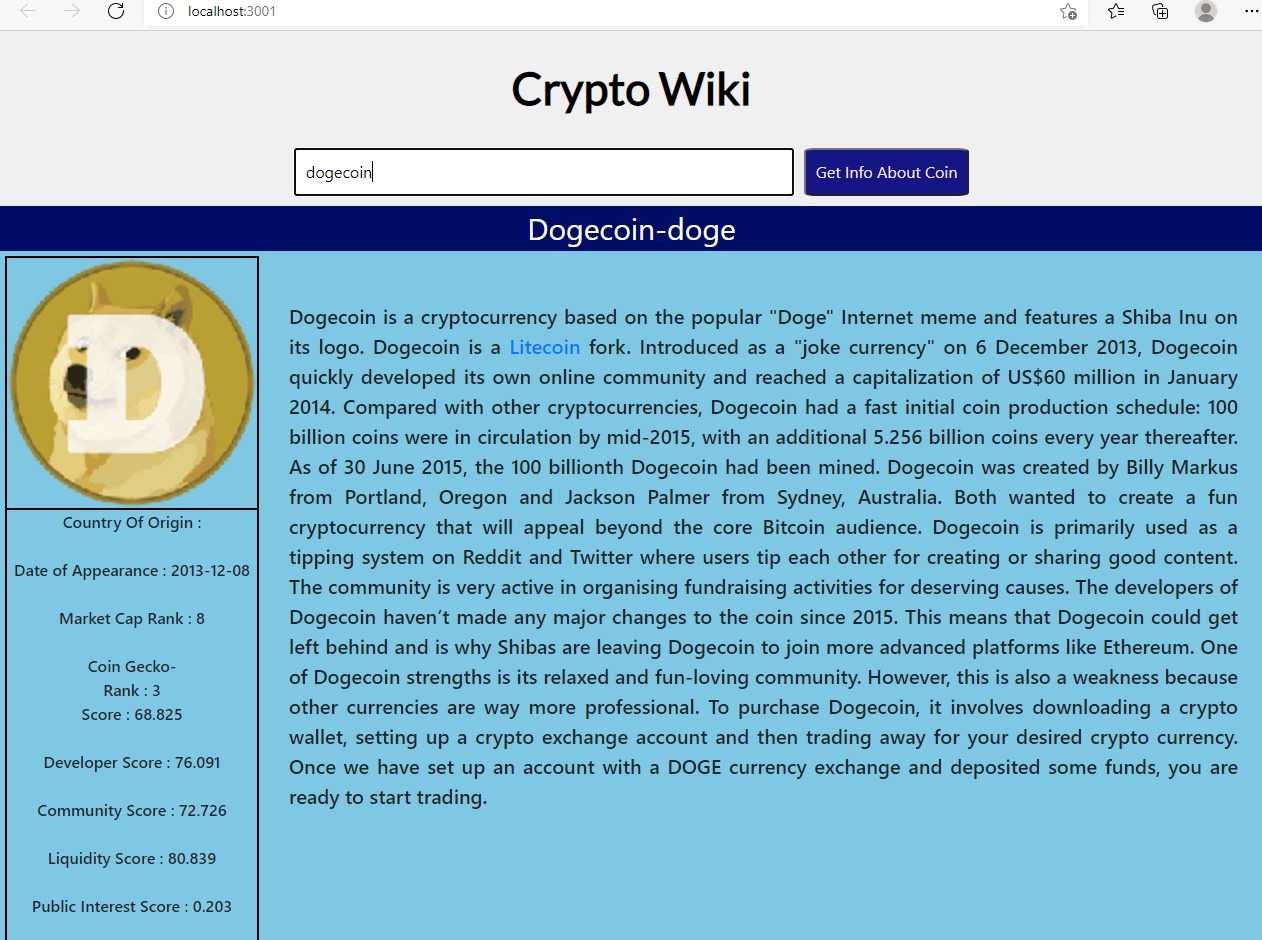 localhost:3001
Crypto Wiki
dogecoin
Get Info About Coin
Dogecoin-doge
D
Country Of Origin :
Date of Appearance : 2013-12-08
Market Cap Rank : 8
Coin Gecko-
Rank : 3
Score : 68.825
Developer Score : 76.091
Community Score : 72.726
Liquidity Score : 80.839
Public Interest Score : 0.203
Dogecoin is a cryptocurrency based on the popular "Doge" Internet meme and features a Shiba Inu on
its logo. Dogecoin is a Litecoin fork. Introduced as a "joke currency" on 6 December 2013, Dogecoin
quickly developed its own online community and reached a capitalization of US$60 million in January
2014. Compared with other cryptocurrencies, Dogecoin had a fast initial coin production schedule: 100
billion coins were in circulation by mid-2015, with an additional 5.256 billion coins every year thereafter.
As of 30 June 2015, the 100 billionth Dogecoin had been mined. Dogecoin was created by Billy Markus
from Portland, Oregon and Jackson Palmer from Sydney, Australia. Both wanted to create a fun
cryptocurrency that will appeal beyond the core Bitcoin audience. Dogecoin is primarily used as a
tipping system on Reddit and Twitter where users tip each other for creating or sharing good content.
The community is very active in organising fundraising activities for deserving causes. The developers of
Dogecoin haven’t made any major changes to the coin since 2015. This means that Dogecoin could get
left behind and is why Shibas are leaving Dogecoin to join more advanced platforms like Ethereum. One
of Dogecoin strengths is its relaxed and fun-loving community. However, this is also a weakness because
other currencies are way more professional. To purchase Dogecoin, it involves downloading a crypto
wallet, setting up a crypto exchange account and then trading away for your desired crypto currency.
Once we have set up an account with a DOGE currency exchange and deposited some funds, you are
ready to start trading.